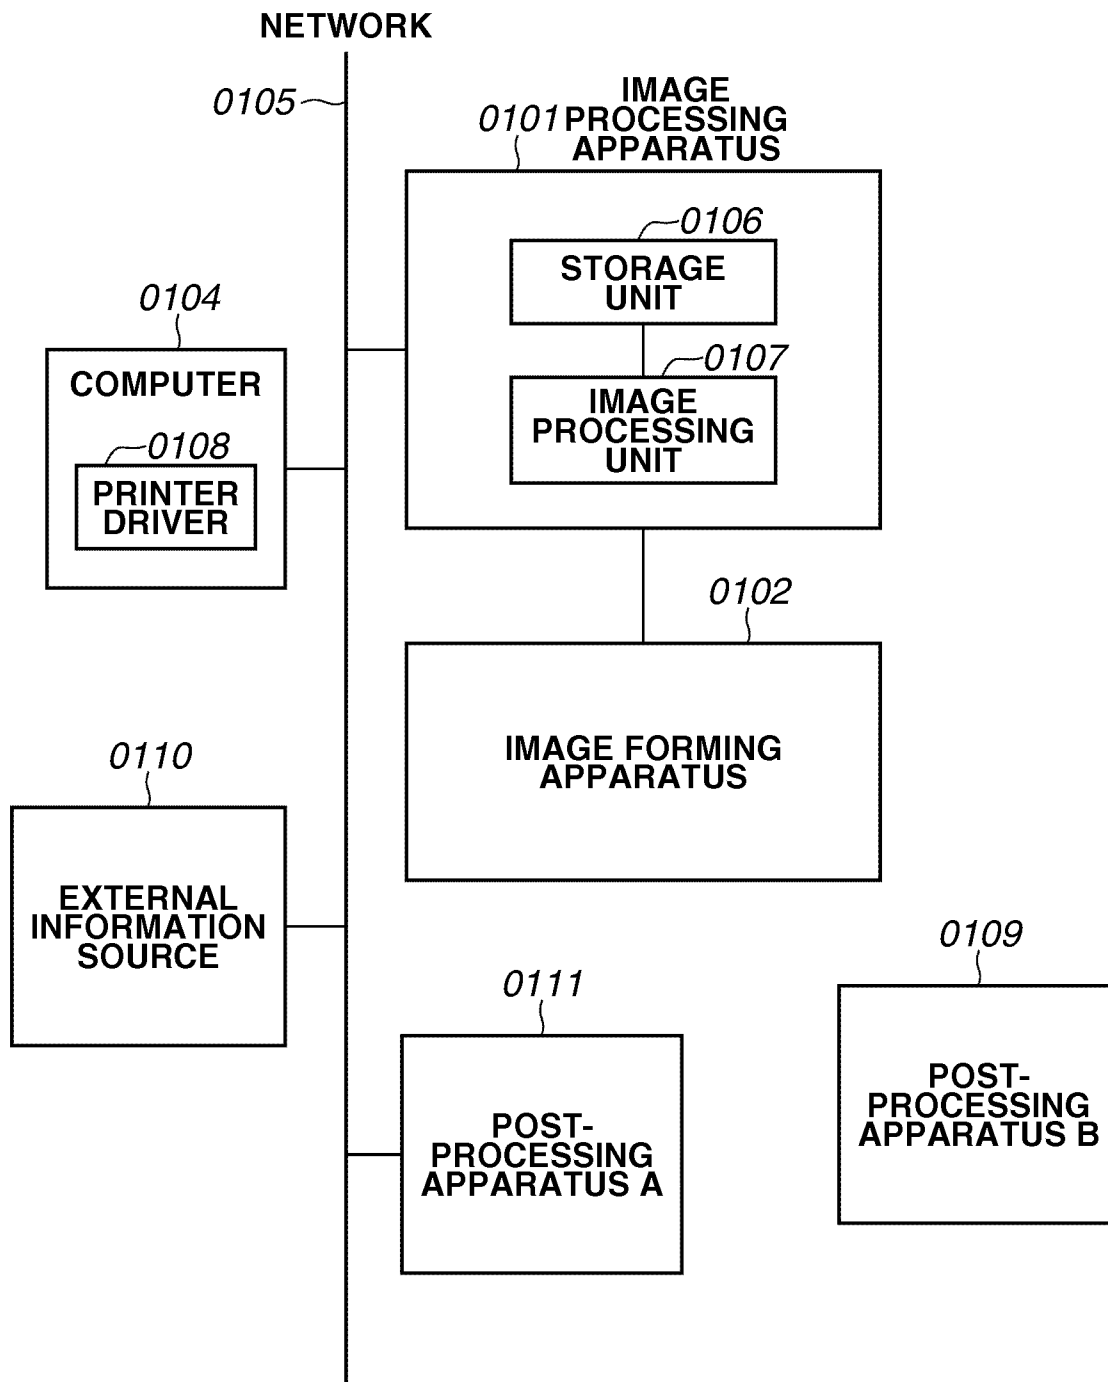 NETWORK
0105
IMAGE
PROCESSING
APPARATUS
0101
0106
STORAGE
UNIT
0107
IMAGE
PROCESSING
UNIT
0104
COMPUTER
0108
PRINTER
DRIVER
0102
IMAGE FORMING
APPARATUS
0110
EXTERNAL
INFORMATION
SOURCE
0111
POST-
PROCESSING
APPARATUS A
0109
POST-
PROCESSING
APPARATUS B